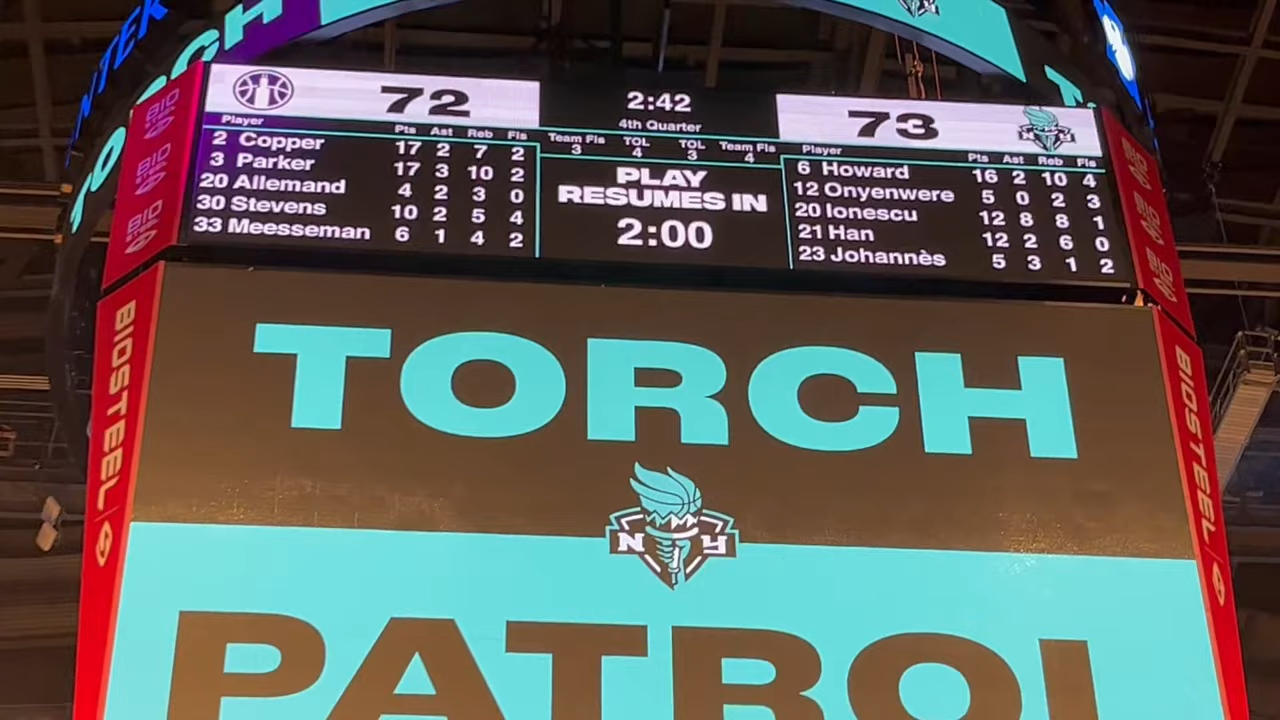 72 2:42 73
4th Quarter
Player Pts Ast Reb Fls
2 Copper 17 2 7 2
3 Parker 17 3 10 2
20 Allemand 4 2 3 0
30 Stevens 10 2 5 4
33 Meesseman 6 1 4 2
Team Fls TOL TOL Team Fls
3 4 3 4
PLAY
RESUMES IN
2:00
Player Pts Ast Reb Fls
6 Howard 16 2 10 4
12 Onyenwere 5 0 2 3
20 Ionescu 12 8 8 1
21 Han 12 2 6 0
23 Johannès 5 3 1 2
TORCH
N Y
PATROL
BIOSTEEL
BIOSTEEL
TORCH